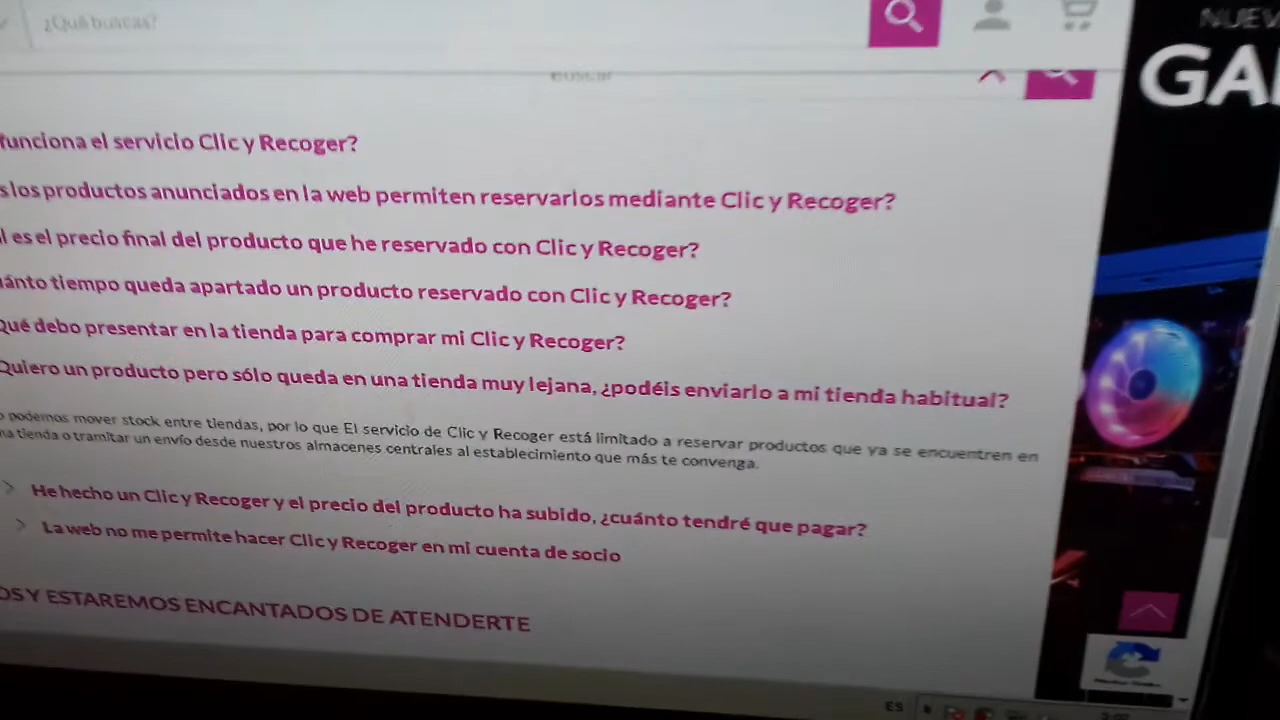 ¿Qué buscas?
NUEV
GA
BUSCAR
funciona el servicio Clic y Recoger?
s los productos anunciados en la web permiten reservarlos mediante Clic y Recoger?
l es el precio final del producto que he reservado con Clic y Recoger?
uánto tiempo queda apartado un producto reservado con Clic y Recoger?
Qué debo presentar en la tienda para comprar mi Clic y Recoger?
Quiero un producto pero sólo queda en una tienda muy lejana, ¿podéis enviarlo a mi tienda habitual?
o podemos mover stock entre tiendas, por lo que El servicio de Clic y Recoger está limitado a reservar productos que ya se encuentren en
na tienda o tramitar un envío desde nuestros almacenes centrales al establecimiento que más te convenga.
He hecho un Clic y Recoger y el precio del producto ha subido, ¿cuánto tendré que pagar?
La web no me permite hacer Clic y Recoger en mi cuenta de socio
OS Y ESTAREMOS ENCANTADOS DE ATENDERTE
ES